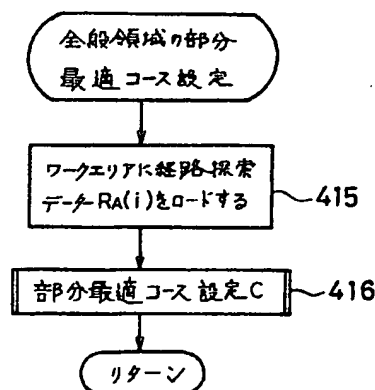 全般領域の部分
最適コース設定
ワークエリアに経路探索
データーRA(i)をロードする
415
部分最適コース設定C
416
リターン